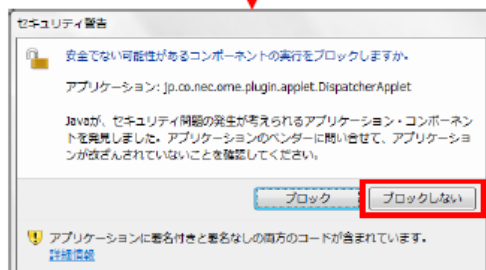 セキュリティ警告
安全でない可能性があるコンポーネントの実行をブロックしますか。
アプリケーション: jp.co.nec.ome.plugin.applet.DispatcherApplet
Javaが、セキュリティ問題の発生が考えられるアプリケーション・コンポーネン
トを発見しました。アプリケーションのベンダーに問い合せて、アプリケーショ
ンが改ざんされていないことを確認してください。
ブロック
ブロックしない
アプリケーションに署名付きと署名なしの両方のコードが含まれています。
詳細情報